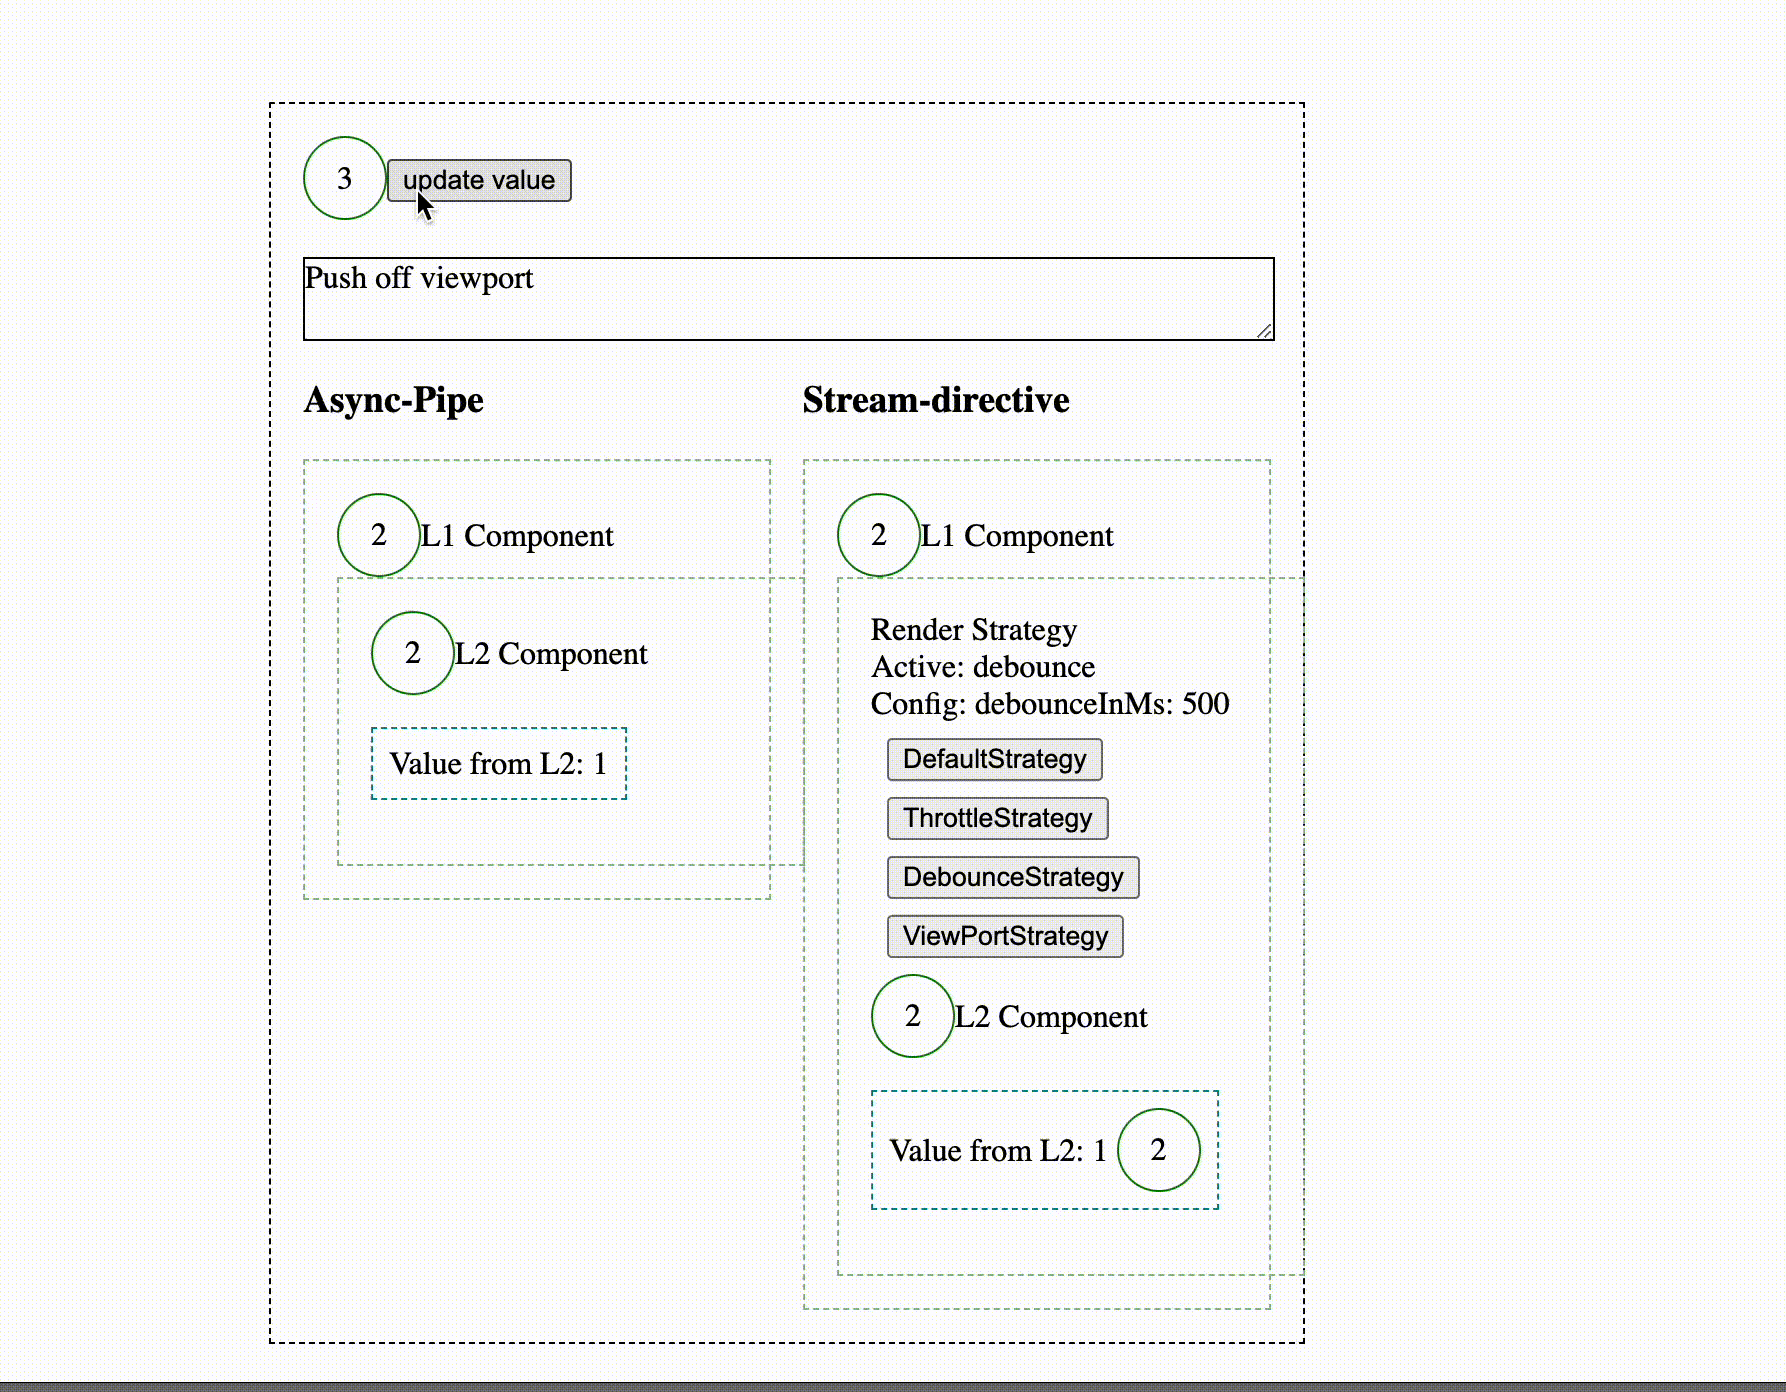 3 update value
Push off viewport
Async-Pipe
2 L1 Component
2 L2 Component
Value from L2: 1
Stream-directive
2 L1 Component
Render Strategy
Active: debounce
Config: debounceInMs: 500
DefaultStrategy
ThrottleStrategy
DebounceStrategy
ViewPortStrategy
2 L2 Component
Value from L2: 1 2